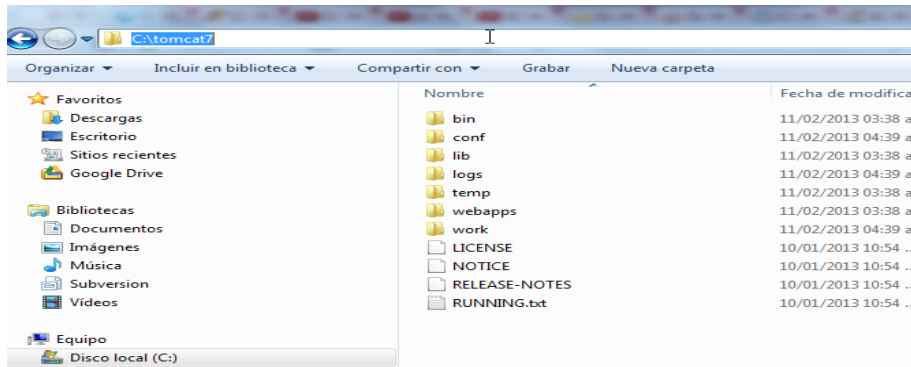 C:\tomcat7
Organizar Incluir en biblioteca Compartir con Grabar Nueva carpeta
Favoritos
Descargas
Escritorio
Sitios recientes
Google Drive
Bibliotecas
Documentos
Imágenes
Música
Subversion
Vídeos
Equipo
Disco local (C:)
Nombre Fecha de modifica
bin 11/02/2013 03:38 a
conf 11/02/2013 04:39 a
lib 11/02/2013 03:38 a
logs 11/02/2013 04:39 a
temp 11/02/2013 03:38 a
webapps 11/02/2013 03:38 a
work 11/02/2013 04:39 a
LICENSE 10/01/2013 10:54 ..
NOTICE 10/01/2013 10:54 ..
RELEASE-NOTES 10/01/2013 10:54 ..
RUNNING.txt 10/01/2013 10:54 ..